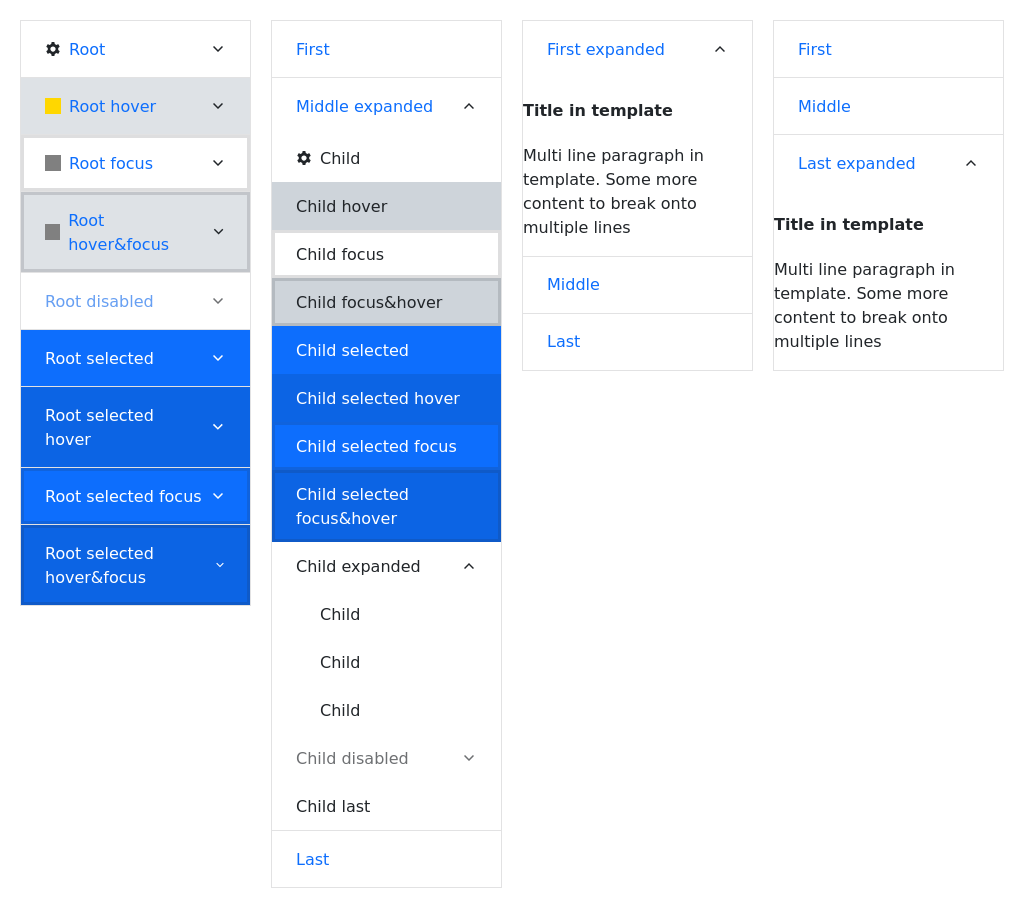 Root
Root hover
Root focus
Root
hover&focus
Root disabled
Root selected
Root selected
hover
Root selected focus
Root selected
hover&focus
First
Middle expanded
Child
Child hover
Child focus
Child focus&hover
Child selected
Child selected hover
Child selected focus
Child selected
focus&hover
Child expanded
Child
Child
Child
Child disabled
Child last
Last
First expanded
Title in template
Multi line paragraph in
template. Some more
content to break onto
multiple lines
Middle
Last
First
Middle
Last expanded
Title in template
Multi line paragraph in
template. Some more
content to break onto
multiple lines